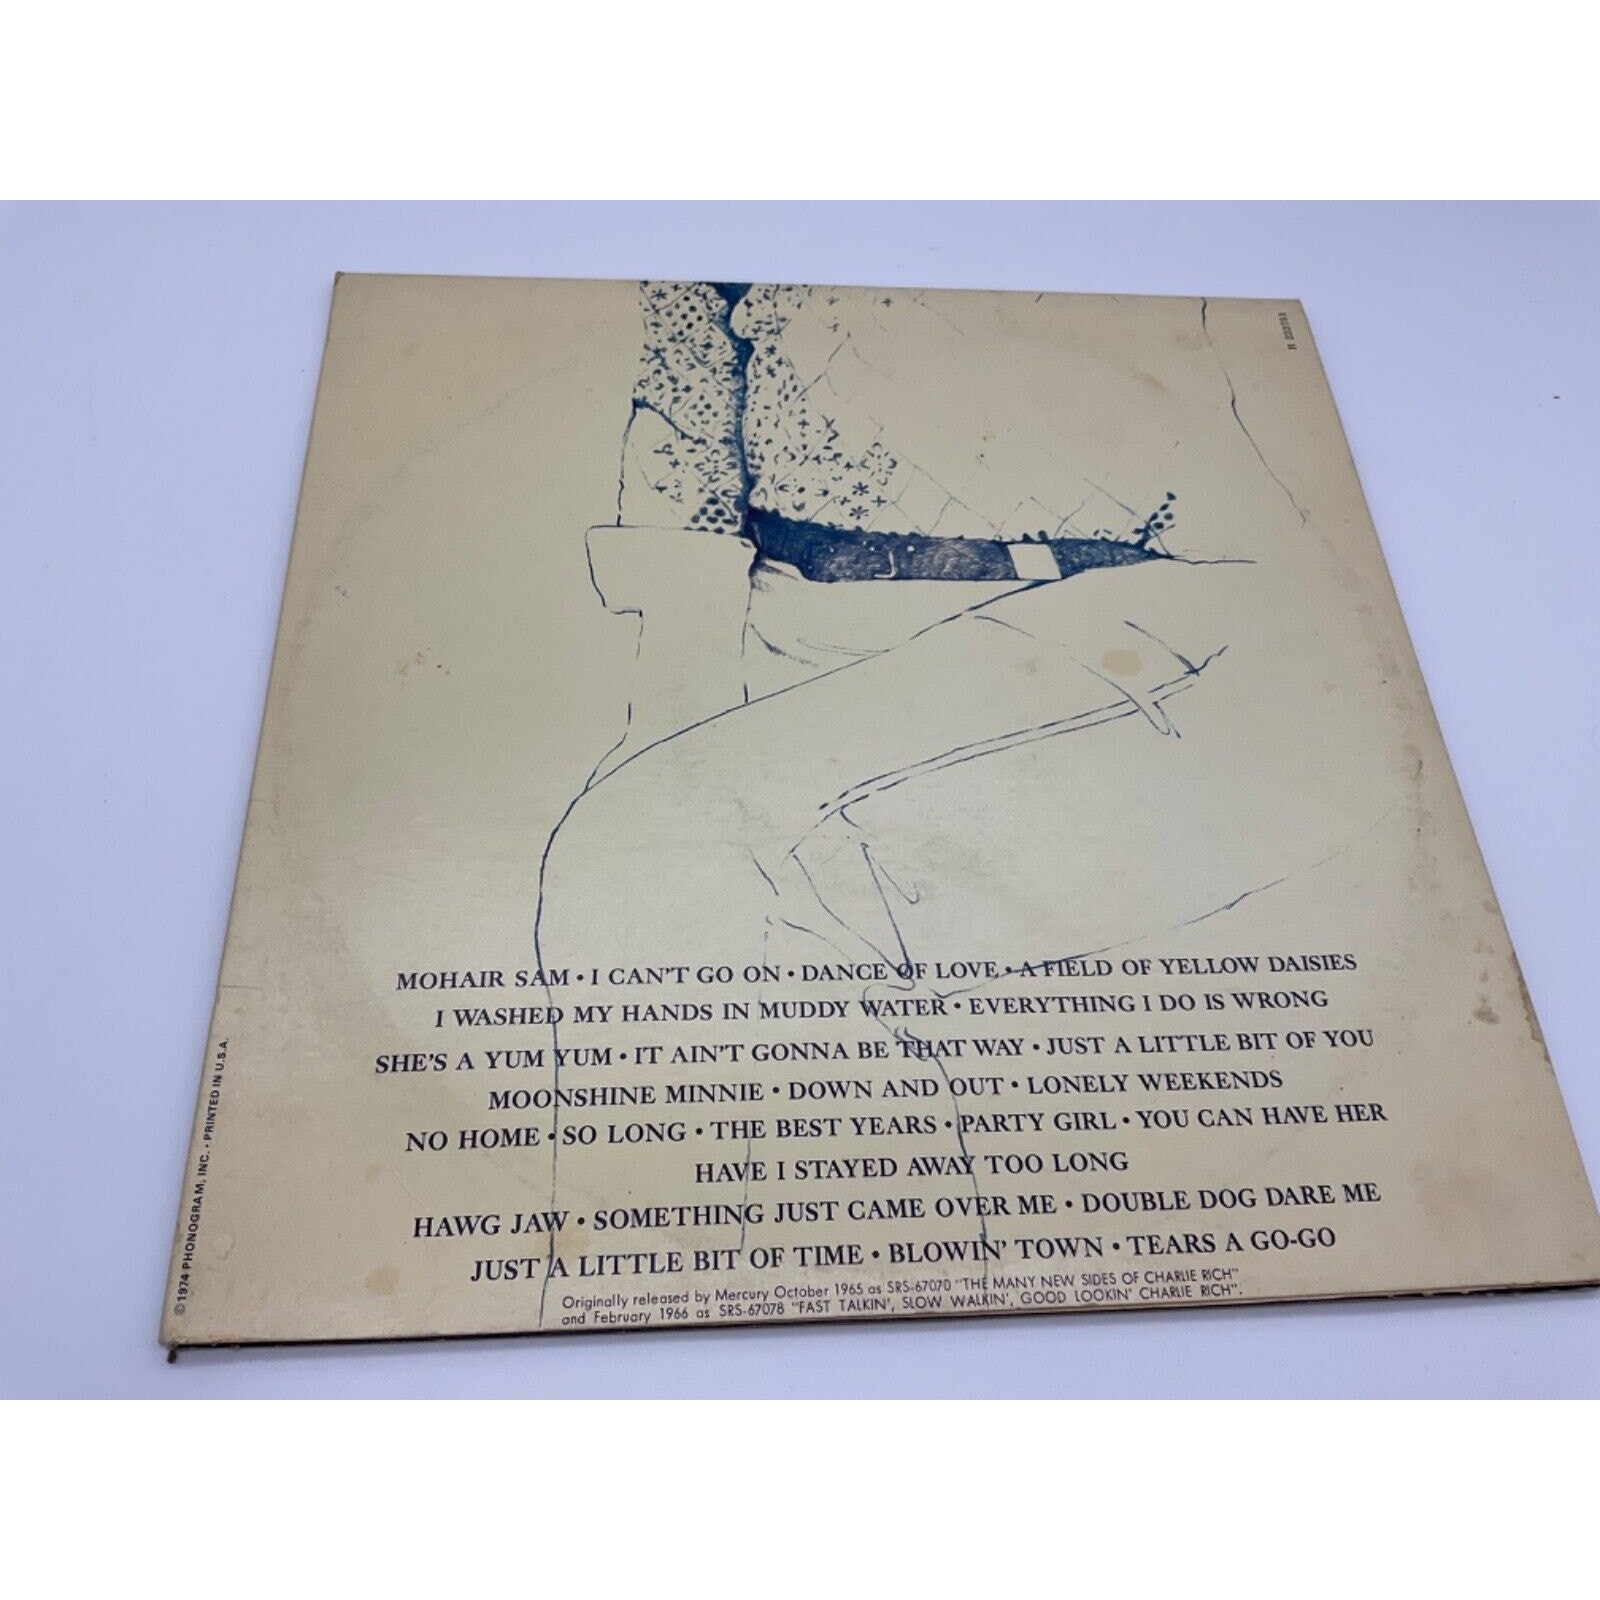 R 223783
MOHAIR SAM • I CAN'T GO ON • DANCE OF LOVE • A FIELD OF YELLOW DAISIES
I WASHED MY HANDS IN MUDDY WATER • EVERYTHING I DO IS WRONG
SHE'S A YUM YUM • IT AIN'T GONNA BE THAT WAY • JUST A LITTLE BIT OF YOU
MOONSHINE MINNIE • DOWN AND OUT • LONELY WEEKENDS
NO HOME • SO LONG • THE BEST YEARS • PARTY GIRL • YOU CAN HAVE HER
HAVE I STAYED AWAY TOO LONG
HAWG JAW • SOMETHING JUST CAME OVER ME • DOUBLE DOG DARE ME
JUST A LITTLE BIT OF TIME • BLOWIN' TOWN • TEARS A GO-GO
Originally released by Mercury October 1965 as SRS-67070 "THE MANY NEW SIDES OF CHARLIE RICH"
and February 1966 as SRS-67078 "FAST TALKIN', SLOW WALKIN', GOOD LOOKIN' CHARLIE RICH".
©1974 PHONOGRAM, INC. • PRINTED IN U.S.A.